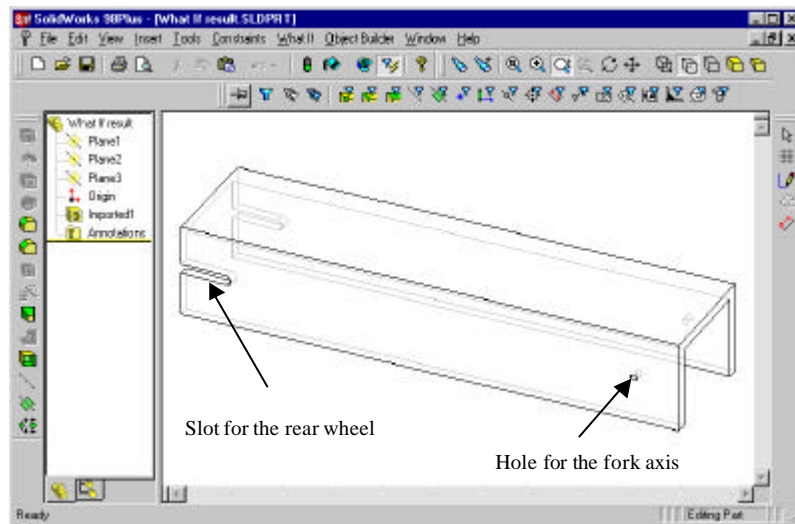 SolidWorks 98Plus - [What If result.SLDPRT]
File Edit View Insert Tools Constraints What If Object Builder Window Help
What If result
Plane1
Plane2
Plane3
Origin
Imported1
Annotations
Slot for the rear wheel
Hole for the fork axis
Ready
Editing Part